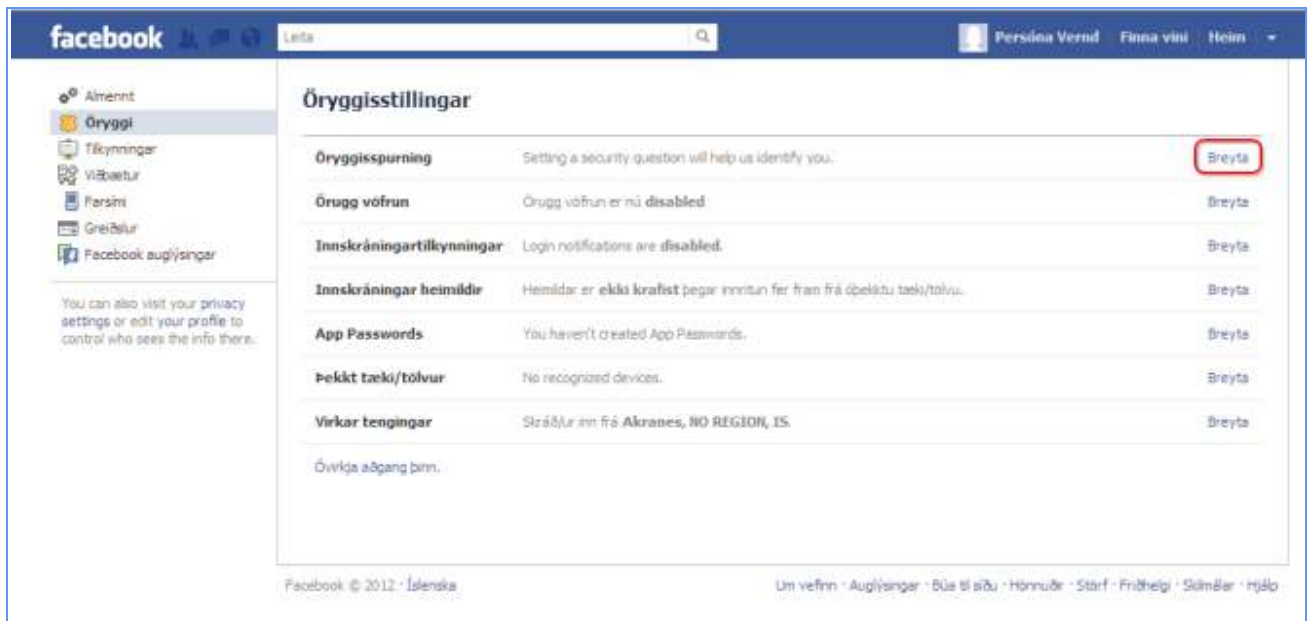 facebook
Leita
Persóna Vernd Finna vini Heim
Almennt
Öryggi
Tilkynningar
Viðbætur
Farsími
Greiðslur
Facebook auglýsingar
You can also visit your privacy
settings or edit your profile to
control who sees the info there.
Öryggisstillingar
Öryggisspurning Setting a security question will help us identify you. Breyta
Örugg vöfrun Örugg vöfrun er nú disabled Breyta
Innskráningartilkynningar Login notifications are disabled. Breyta
Innskráningar heimildir Heimildar er ekki krafist þegar innritun fer fram frá óþekktu tæki/tölvu. Breyta
App Passwords You haven't created App Passwords. Breyta
Þekkt tæki/tölvur No recognized devices. Breyta
Virkar tengingar Skráð/ur inn frá Akranes, NO REGION, IS. Breyta
Óvirkja aðgang þinn.
Facebook © 2012 · Íslenska
Um vefinn · Auglýsingar · Búa til síðu · Hönnuðir · Störf · Friðhelgi · Skilmálar · Hjálp